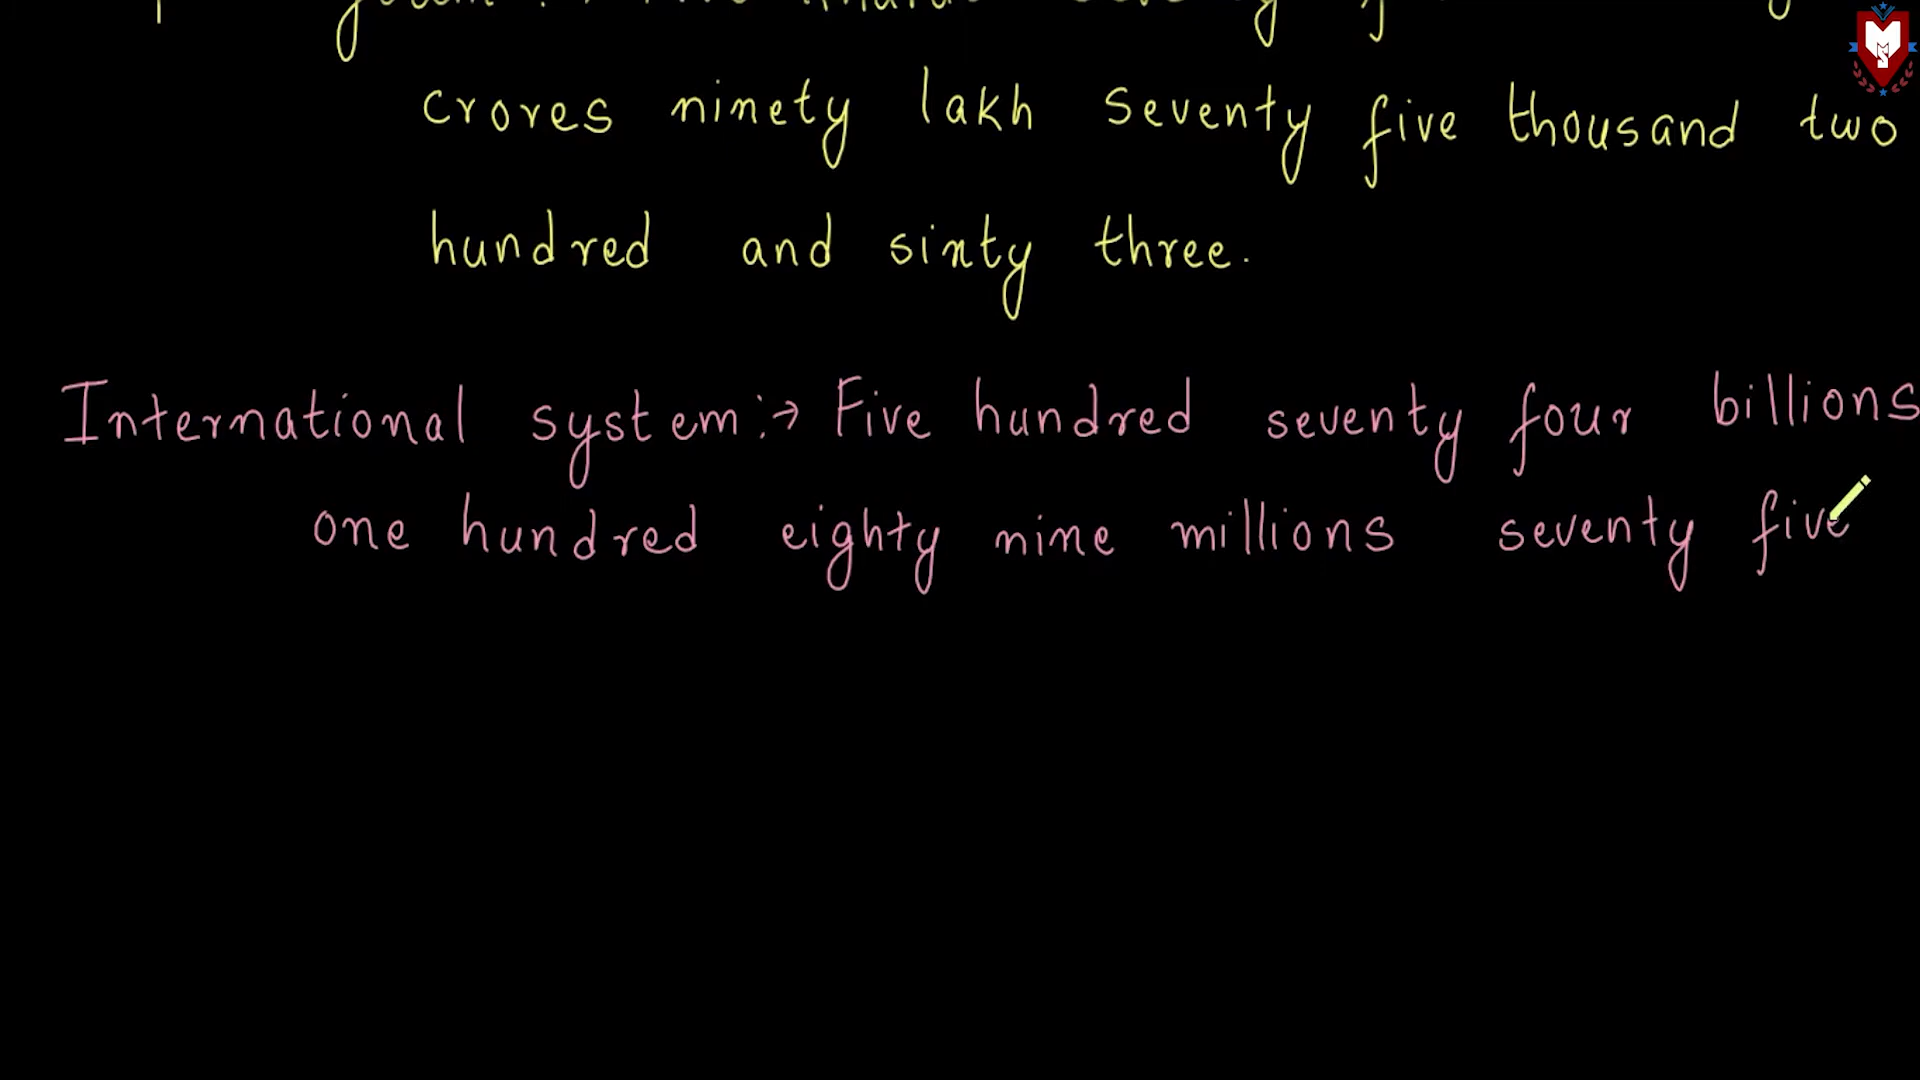 crores ninety lakh seventy five thousand two
hundred and sixty three.
International system :→ Five hundred seventy four billions
one hundred eighty nine millions seventy five